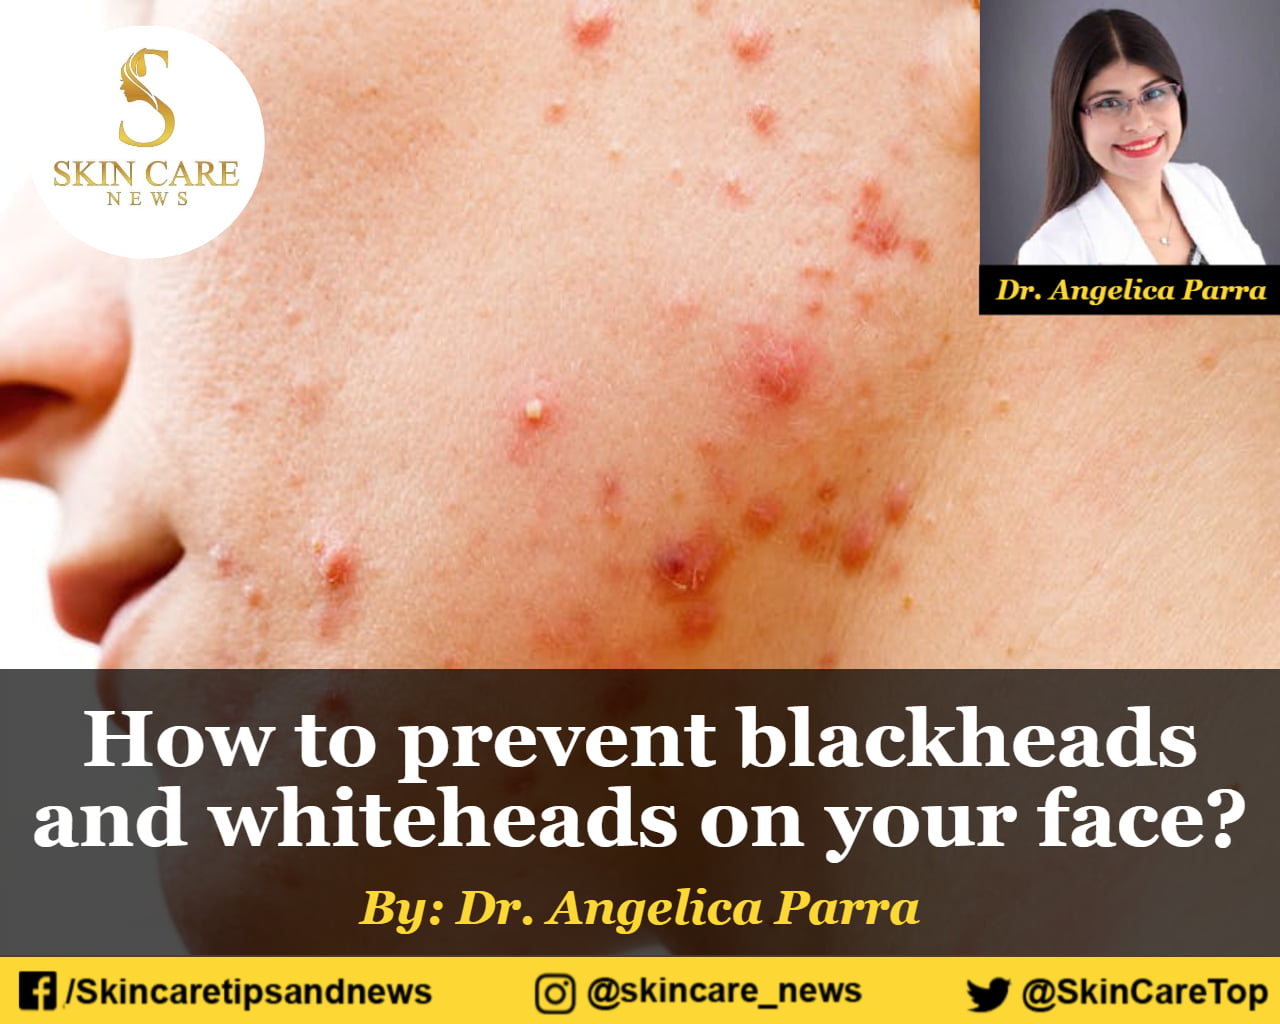 SKIN CARE
NEWS
Dr. Angelica Parra
How to prevent blackheads
and whiteheads on your face?
By: Dr. Angelica Parra
/Skincaretipsandnews
@skincare_news
@SkinCareTop